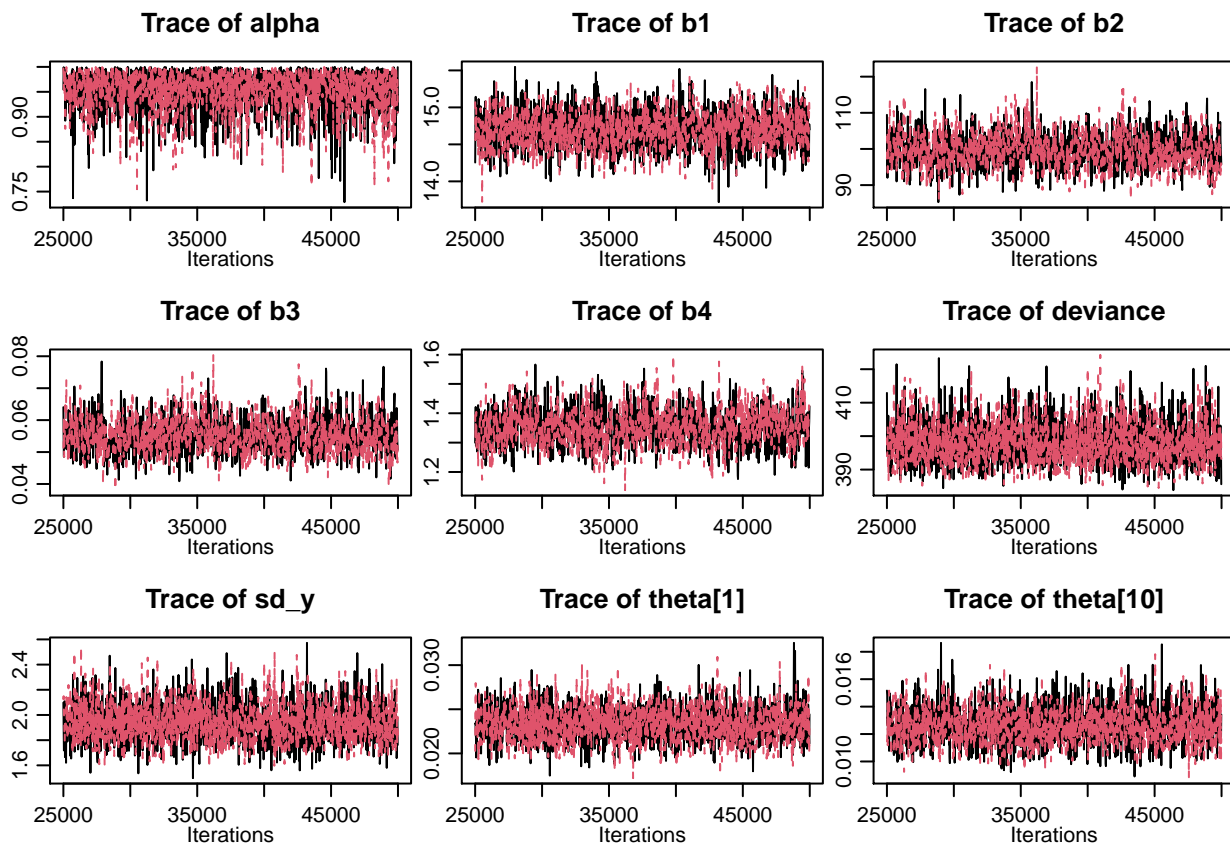 Trace of alpha
Trace of b1
Trace of b2
0.90
0.75
25000 35000 45000
Iterations
15.0
14.0
25000 35000 45000
Iterations
110
90
25000 35000 45000
Iterations
Trace of b3
Trace of b4
Trace of deviance
0.08
0.06
0.04
25000 35000 45000
Iterations
1.6
1.4
1.2
25000 35000 45000
Iterations
410
390
25000 35000 45000
Iterations
Trace of sd_y
Trace of theta[1]
Trace of theta[10]
2.4
2.0
1.6
25000 35000 45000
Iterations
0.030
0.020
25000 35000 45000
Iterations
0.016
0.010
25000 35000 45000
Iterations